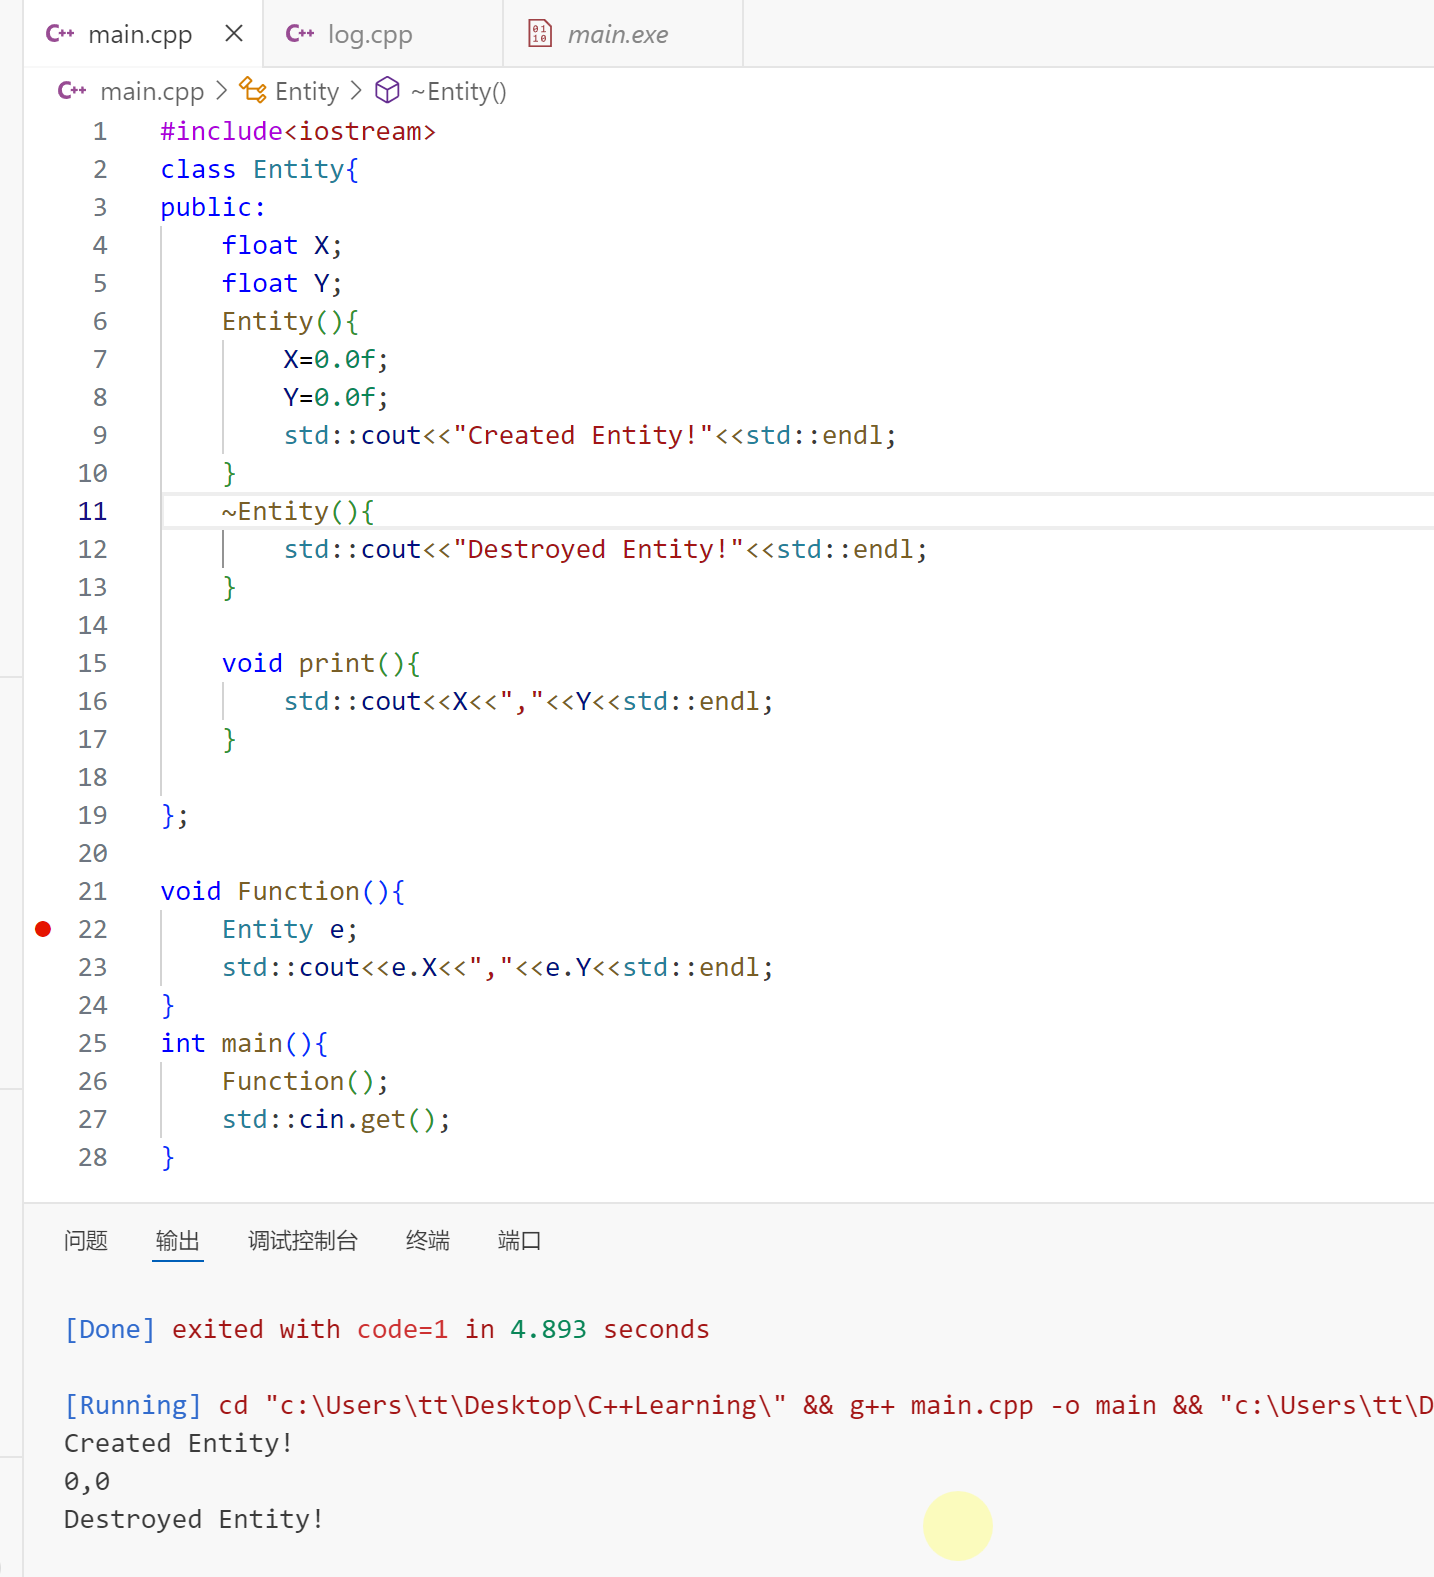 main.cpp log.cpp main.exe
main.cpp > Entity > ~Entity()
1 #include<iostream>
2 class Entity{
3 public:
4     float X;
5     float Y;
6     Entity(){
7         X=0.0f;
8         Y=0.0f;
9         std::cout<<"Created Entity!"<<std::endl;
10     }
11     ~Entity(){
12         std::cout<<"Destroyed Entity!"<<std::endl;
13     }
14
15     void print(){
16         std::cout<<X<<","<<Y<<std::endl;
17     }
18
19 };
20
21 void Function(){
22     Entity e;
23     std::cout<<e.X<<","<<e.Y<<std::endl;
24 }
25 int main(){
26     Function();
27     std::cin.get();
28 }
问题 输出 调试控制台 终端 端口
[Done] exited with code=1 in 4.893 seconds
[Running] cd "c:\Users\tt\Desktop\C++Learning\" && g++ main.cpp -o main && "c:\Users\tt\D
Created Entity!
0,0
Destroyed Entity!